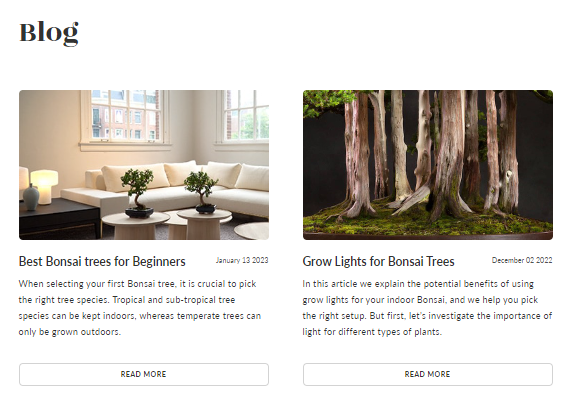 Blog
Best Bonsai trees for Beginners January 13 2023
When selecting your first Bonsai tree, it is crucial to pick
the right tree species. Tropical and sub-tropical tree
species can be kept indoors, whereas temperate trees can
only be grown outdoors.
READ MORE
Grow Lights for Bonsai Trees December 02 2022
In this article we explain the potential benefits of using
grow lights for your indoor Bonsai, and we help you pick
the right setup. But first, let's investigate the importance of
light for different types of plants.
READ MORE